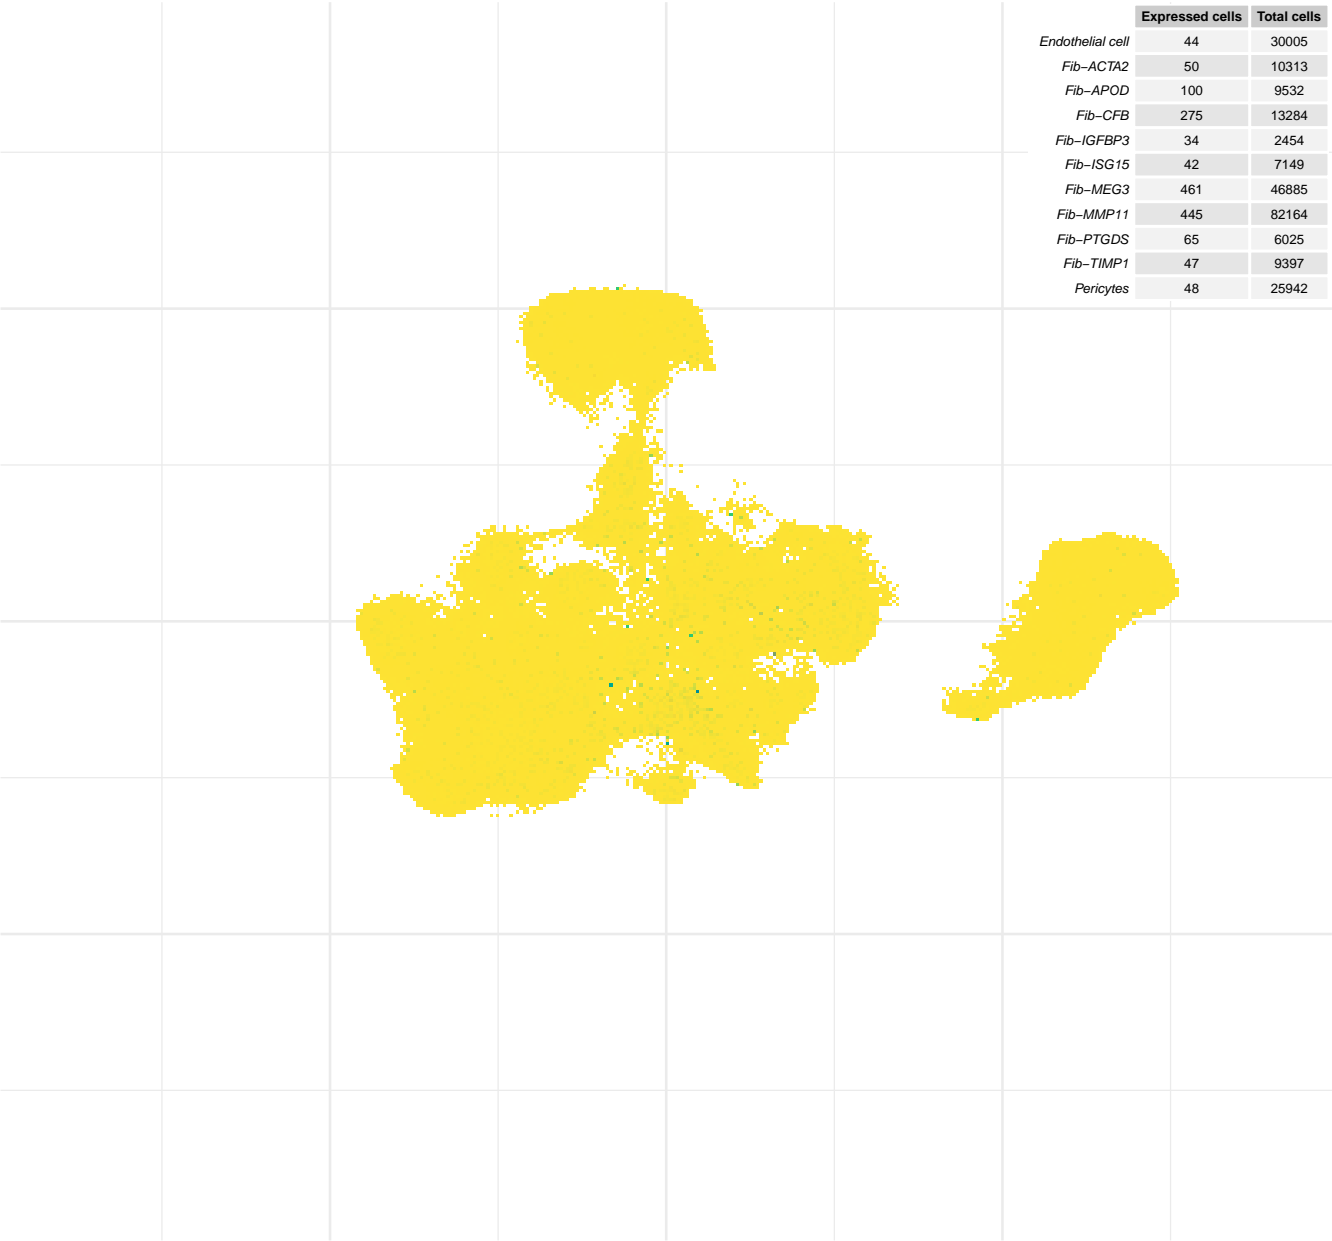 Expressed cells Total cells
Endothelial cell 44 30005
Fib−ACTA2 50 10313
Fib−APOD 100 9532
Fib−CFB 275 13284
Fib−IGFBP3 34 2454
Fib−ISG15 42 7149
Fib−MEG3 461 46885
Fib−MMP11 445 82164
Fib−PTGDS 65 6025
Fib−TIMP1 47 9397
Pericytes 48 25942